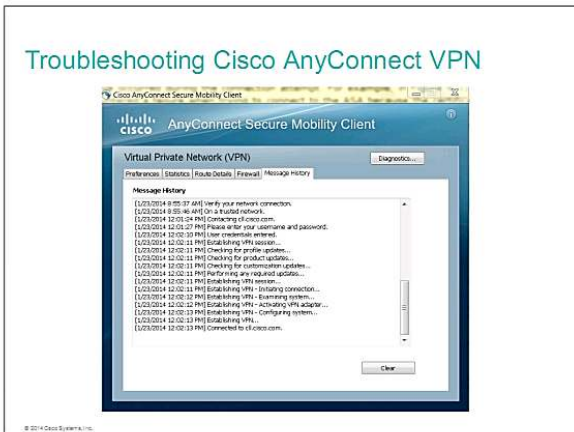 Troubleshooting Cisco AnyConnect VPN
Cisco AnyConnect Secure Mobility Client
CISCO AnyConnect Secure Mobility Client
Virtual Private Network (VPN)
Diagnostics...
Preferences Statistics Route Details Firewall Message History
Message History
[1/23/2014 8:55:37 AM] Verify your network connection.
[1/23/2014 8:55:46 AM] On a trusted network.
[1/23/2014 12:01:24 PM] Contacting cll.cisco.com.
[1/23/2014 12:01:27 PM] Please enter your username and password.
[1/23/2014 12:02:10 PM] User credentials entered.
[1/23/2014 12:02:11 PM] Establishing VPN session...
[1/23/2014 12:02:11 PM] Checking for profile updates...
[1/23/2014 12:02:11 PM] Checking for product updates...
[1/23/2014 12:02:11 PM] Checking for customization updates...
[1/23/2014 12:02:11 PM] Performing any required updates...
[1/23/2014 12:02:11 PM] Establishing VPN session...
[1/23/2014 12:02:11 PM] Establishing VPN - Initiating connection...
[1/23/2014 12:02:12 PM] Establishing VPN - Examining system...
[1/23/2014 12:02:12 PM] Establishing VPN - Activating VPN adapter...
[1/23/2014 12:02:13 PM] Establishing VPN - Configuring system...
[1/23/2014 12:02:13 PM] Establishing VPN...
[1/23/2014 12:02:13 PM] Connected to cll.cisco.com.
Clear
© 2014 Cisco Systems, Inc.